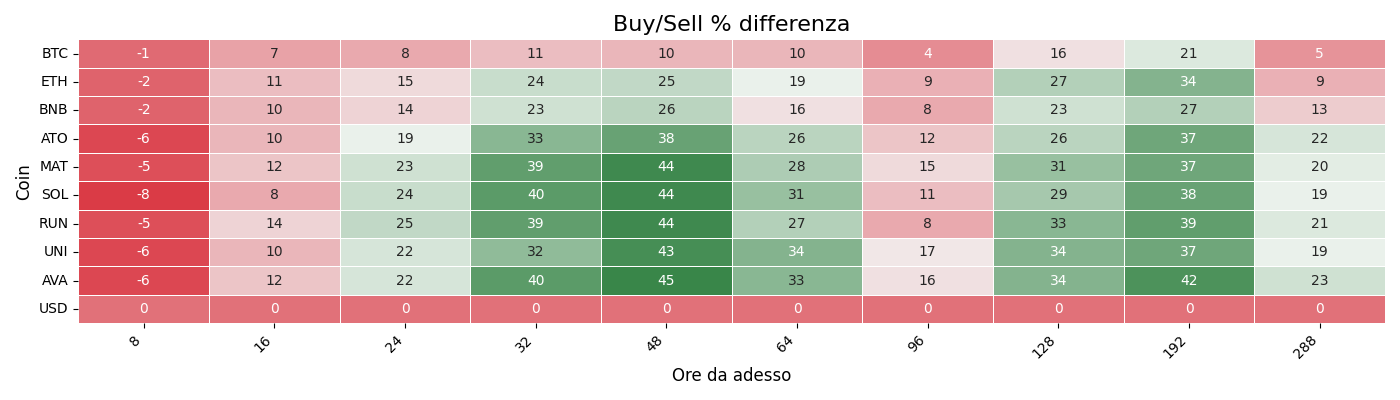 Buy/Sell % differenza
Coin
BTC -1 7 8 11 10 10 4 16 21 5
ETH -2 11 15 24 25 19 9 27 34 9
BNB -2 10 14 23 26 16 8 23 27 13
ATO -6 10 19 33 38 26 12 26 37 22
MAT -5 12 23 39 44 28 15 31 37 20
SOL -8 8 24 40 44 31 11 29 38 19
RUN -5 14 25 39 44 27 8 33 39 21
UNI -6 10 22 32 43 34 17 34 37 19
AVA -6 12 22 40 45 33 16 34 42 23
USD 0 0 0 0 0 0 0 0 0 0
8 16 24 32 48 64 96 128 192 288
Ore da adesso